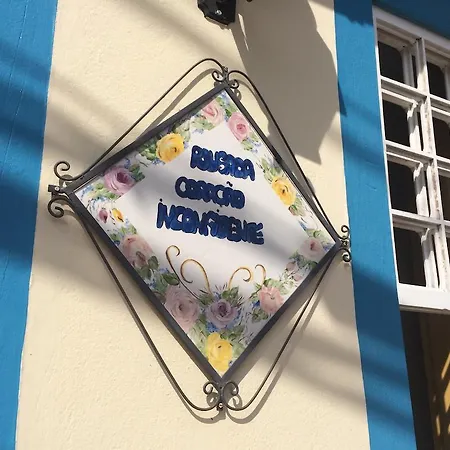 POUSADA
CORAÇÃO
INCONFIDENTE